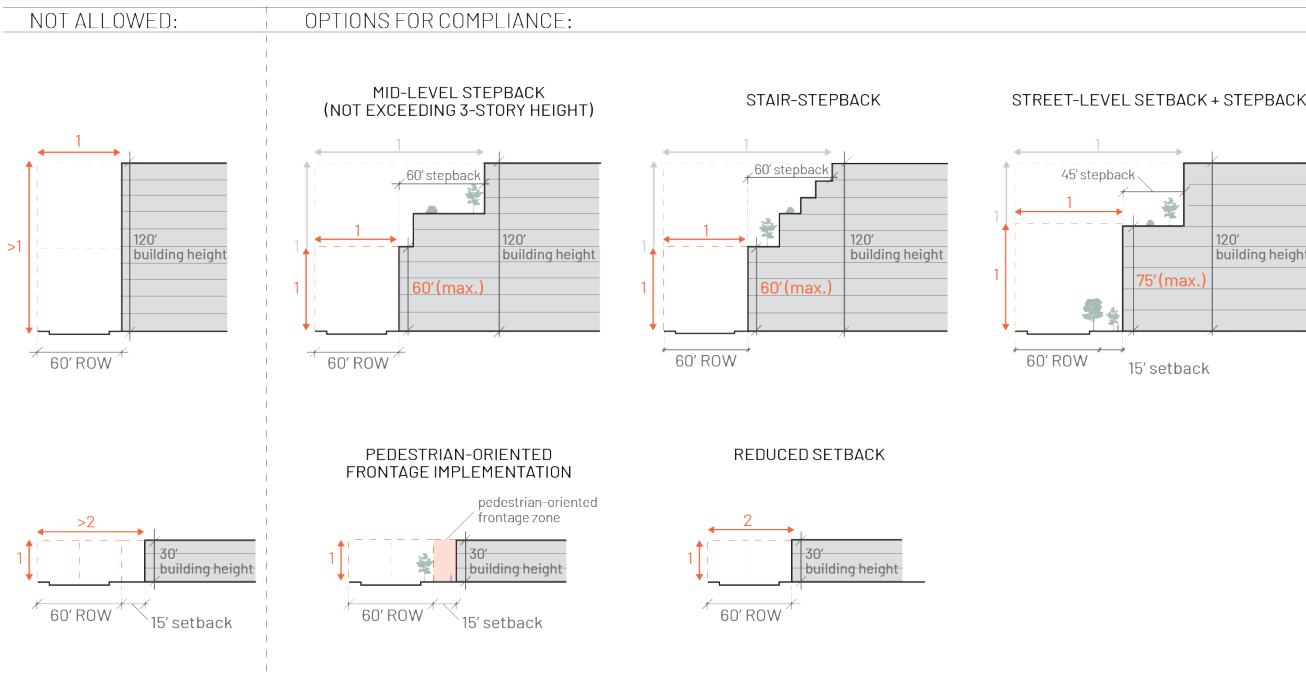 NOT ALLOWED:
OPTIONS FOR COMPLIANCE:
MID-LEVEL STEPBACK
(NOT EXCEEDING 3-STORY HEIGHT)
STAIR-STEPBACK
STREET-LEVEL SETBACK + STEPBACK
1
>1
120'
building height
60' ROW
1
60' stepback
1
1
1
120'
building height
60' (max.)
60' ROW
1
60' stepback
1
1
1
120'
building height
60' (max.)
60' ROW
1
45' stepback
1
1
1
120'
building height
75' (max.)
60' ROW
15' setback
PEDESTRIAN-ORIENTED
FRONTAGE IMPLEMENTATION
REDUCED SETBACK
>2
1
30'
building height
60' ROW
15' setback
pedestrian-oriented
frontage zone
1
30'
building height
60' ROW
15' setback
2
1
30'
building height
60' ROW